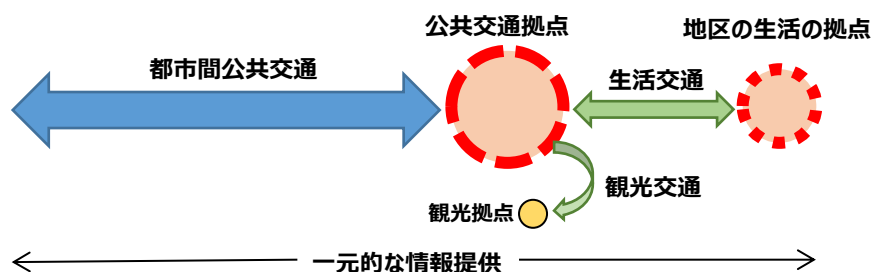 公共交通拠点
地区の生活の拠点
都市間公共交通
生活交通
観光交通
観光拠点
一元的な情報提供